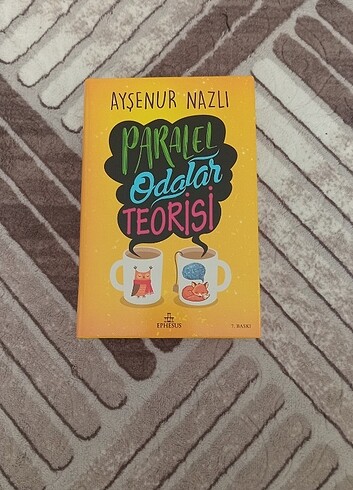 AYŞENUR NAZLI
PARALEL
Odalar
TEORİSİ
EPHESUS
7. BASKI